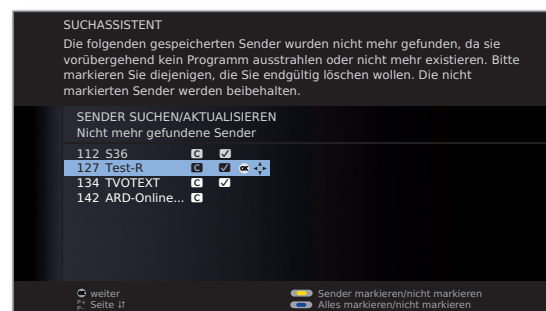 SUCHASSISTENT
Die folgenden gespeicherten Sender wurden nicht mehr gefunden, da sie
vorübergehend kein Programm ausstrahlen oder nicht mehr existieren. Bitte
markieren Sie diejenigen, die Sie endgültig löschen wollen. Die nicht
markierten Sender werden beibehalten.
SENDER SUCHEN/AKTUALISIEREN
Nicht mehr gefundene Sender
112 S36 C ✓
127 Test-R C ✓ OK
134 TVOTEXT C ✓
142 ARD-Online... C
OK weiter
P+ P- Seite ↓↑
Sender markieren/nicht markieren
Alles markieren/nicht markieren